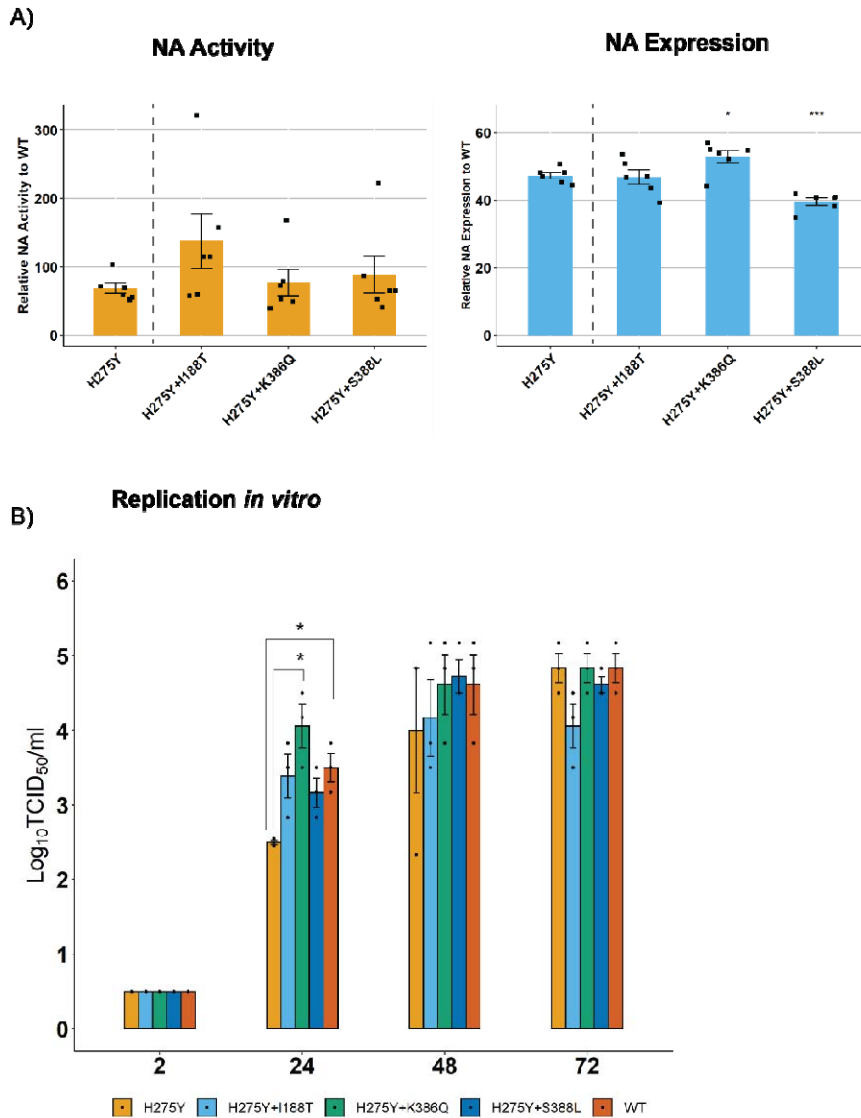 A)
NA Activity
NA Expression
Relative NA Activity to WT
300
200
100
0
H275Y
H275Y+I188T
H275Y+K386Q
H275Y+S388L
Relative NA Expression to WT
60
40
20
0
*
***
H275Y
H275Y+I188T
H275Y+K386Q
H275Y+S388L
Replication in vitro
B)
Log10TCID50/ml
6
5
4
3
2
1
0
*
*
2 24 48 72
H275Y H275Y+I188T H275Y+K386Q H275Y+S388L WT